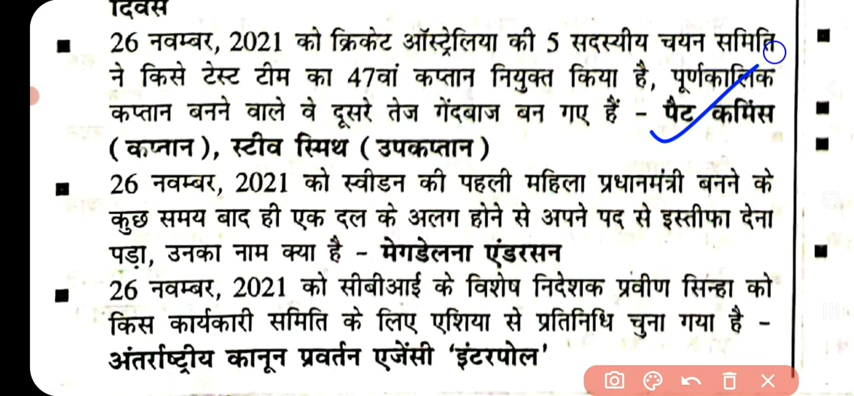 दिवस
■ 26 नवम्बर, 2021 को क्रिकेट ऑस्ट्रेलिया की 5 सदस्यीय चयन समिति
ने किसे टेस्ट टीम का 47वां कप्तान नियुक्त किया है, पूर्णकालिक
कप्तान बनने वाले वे दूसरे तेज गेंदबाज बन गए हैं - पैट कमिंस
(कप्तान), स्टीव स्मिथ (उपकप्तान)
■ 26 नवम्बर, 2021 को स्वीडन की पहली महिला प्रधानमंत्री बनने के
कुछ समय बाद ही एक दल के अलग होने से अपने पद से इस्तीफा देना
पड़ा, उनका नाम क्या है - मेगडेलना एंडरसन
■ 26 नवम्बर, 2021 को सीबीआई के विशेष निदेशक प्रवीण सिन्हा को
किस कार्यकारी समिति के लिए एशिया से प्रतिनिधि चुना गया है -
अंतर्राष्ट्रीय कानून प्रवर्तन एजेंसी 'इंटरपोल'